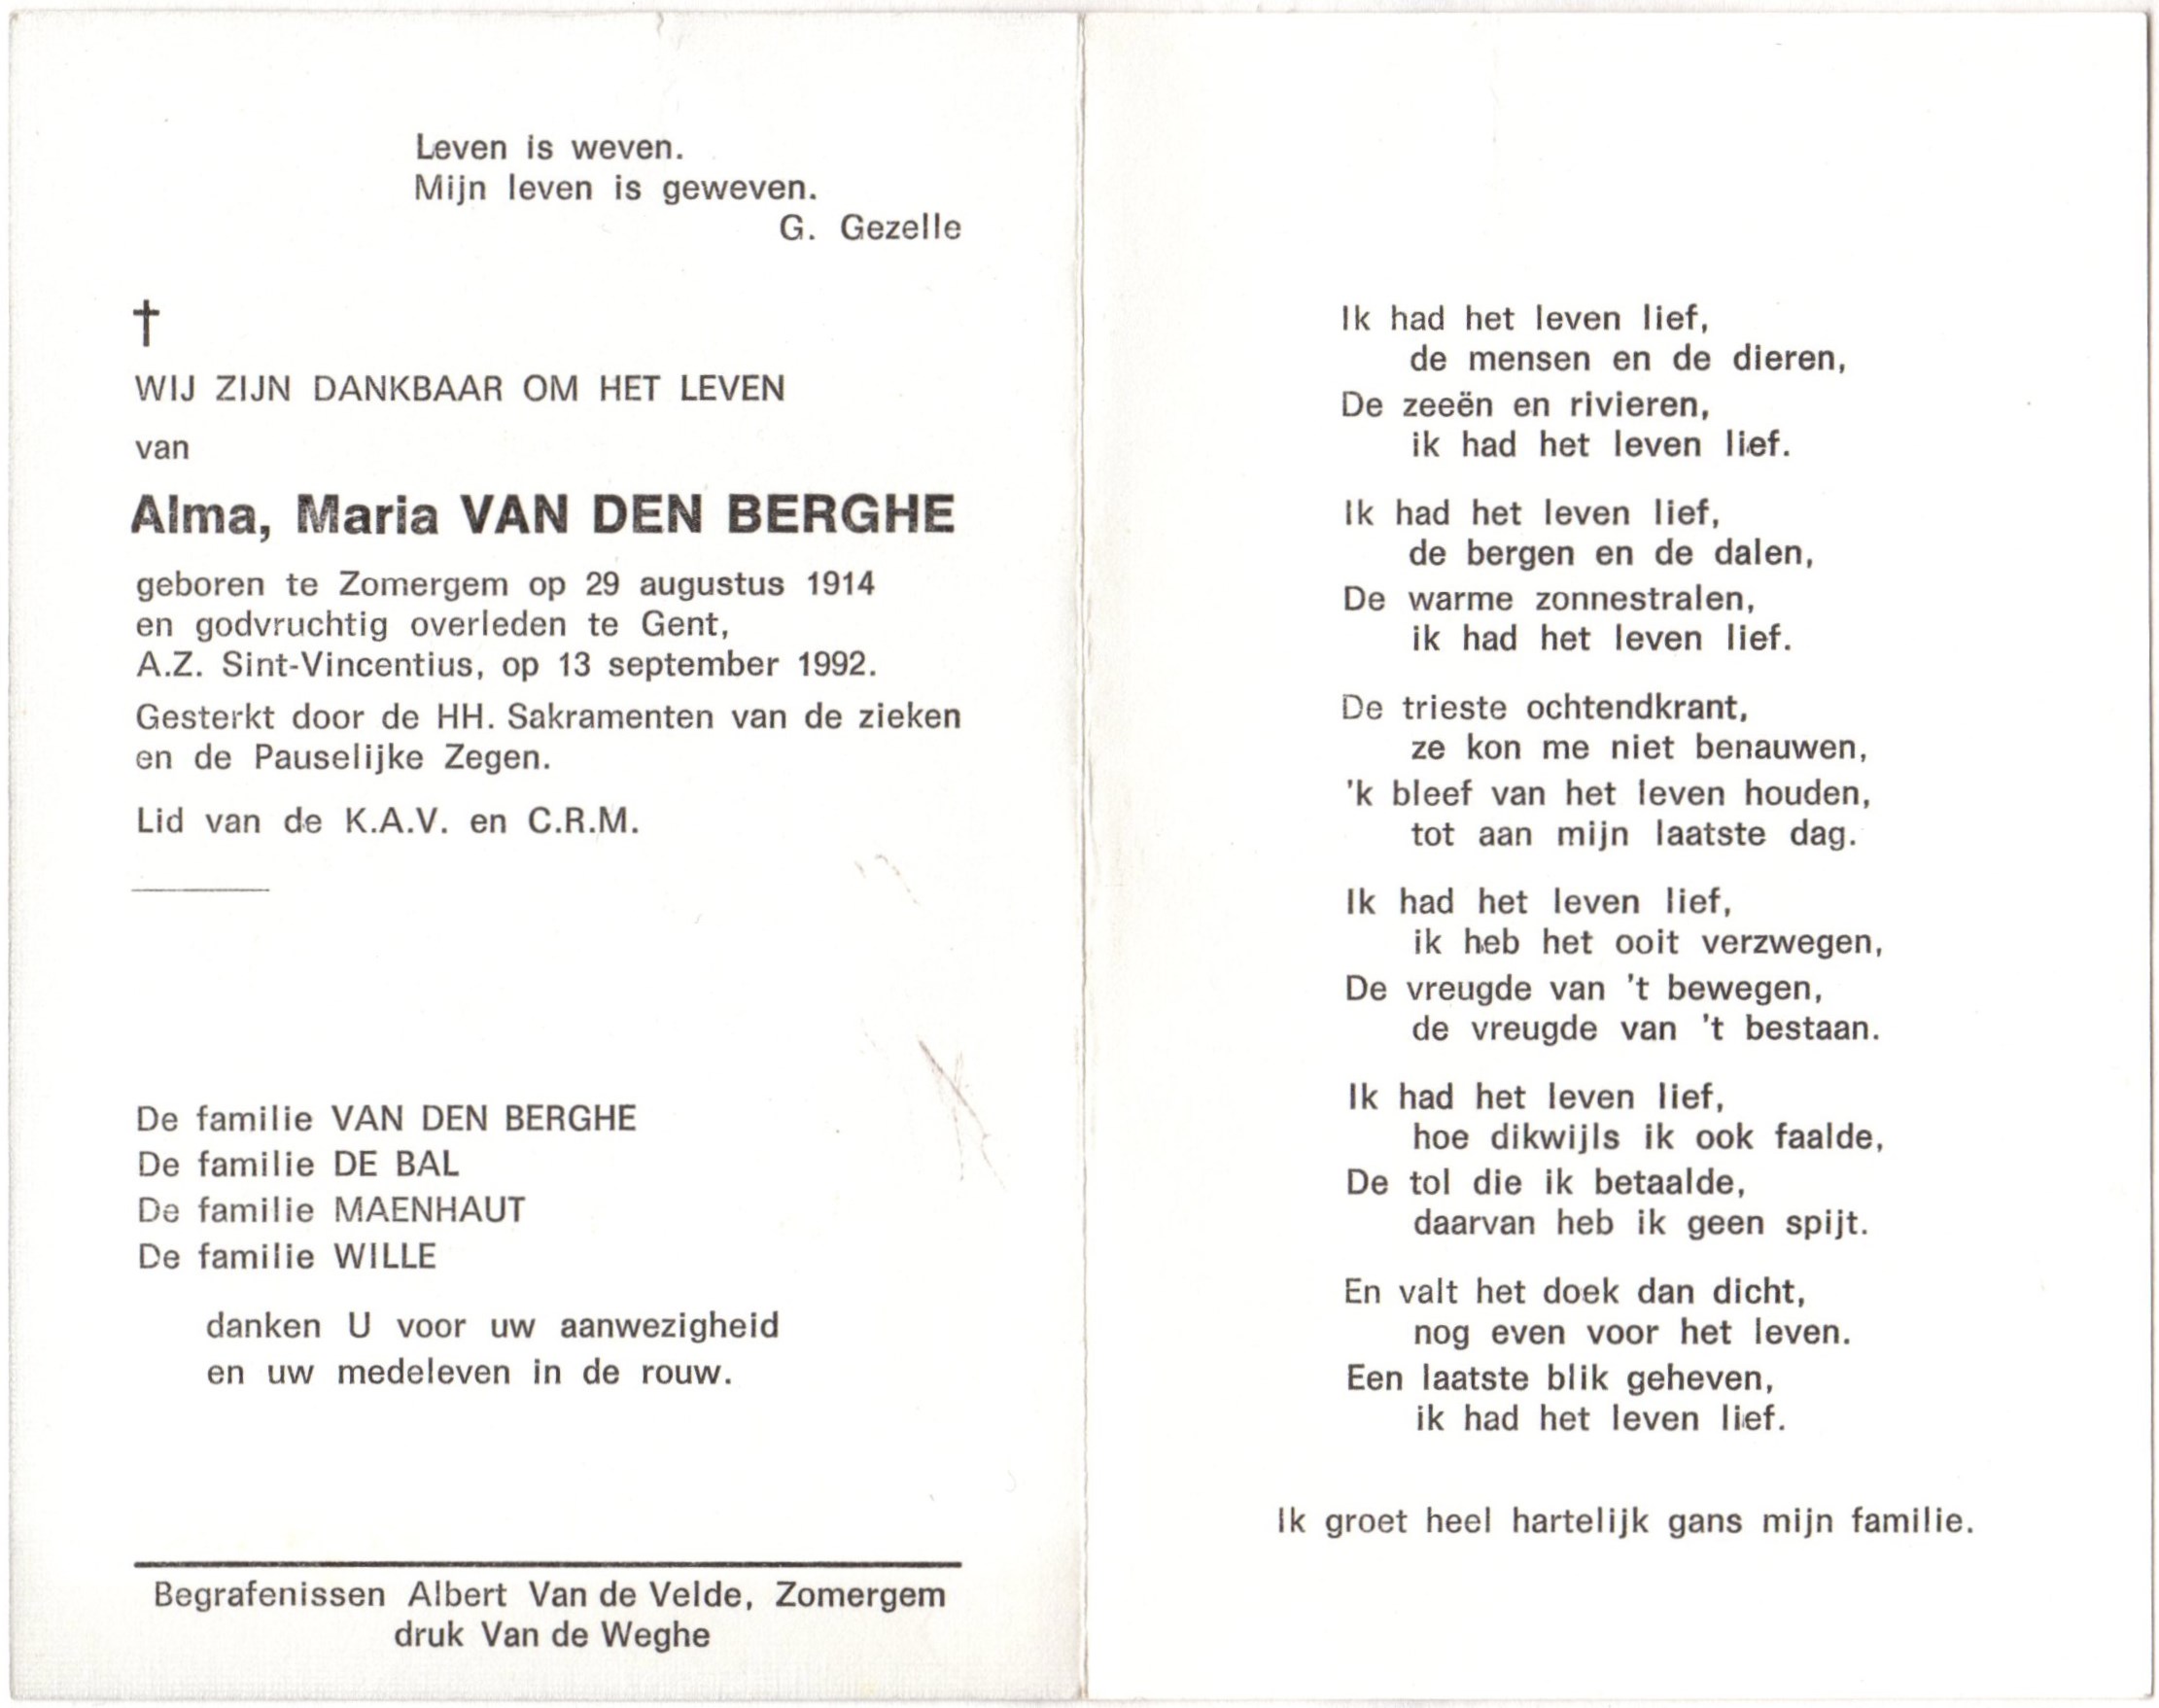 Leven is weven.
Mijn leven is geweven.
G. Gezelle
†
WIJ ZIJN DANKBAAR OM HET LEVEN
van
Alma, Maria VAN DEN BERGHE
geboren te Zomergem op 29 augustus 1914
en godvruchtig overleden te Gent,
A.Z. Sint-Vincentius, op 13 september 1992.
Gesterkt door de HH. Sakramenten van de zieken
en de Pauselijke Zegen.
Lid van de K.A.V. en C.R.M.
De familie VAN DEN BERGHE
De familie DE BAL
De familie MAENHAUT
De familie WILLE
danken U voor uw aanwezigheid
en uw medeleven in de rouw.
Begrafenissen Albert Van de Velde, Zomergem
druk Van de Weghe
Ik had het leven lief,
de mensen en de dieren,
De zeeën en rivieren,
ik had het leven lief.
Ik had het leven lief,
de bergen en de dalen,
De warme zonnestralen,
ik had het leven lief.
De trieste ochtendkrant,
ze kon me niet benauwen,
'k bleef van het leven houden,
tot aan mijn laatste dag.
Ik had het leven lief,
ik heb het ooit verzwegen,
De vreugde van 't bewegen,
de vreugde van 't bestaan.
Ik had het leven lief,
hoe dikwijls ik ook faalde,
De tol die ik betaalde,
daarvan heb ik geen spijt.
En valt het doek dan dicht,
nog even voor het leven.
Een laatste blik geheven,
ik had het leven lief.
Ik groet heel hartelijk gans mijn familie.